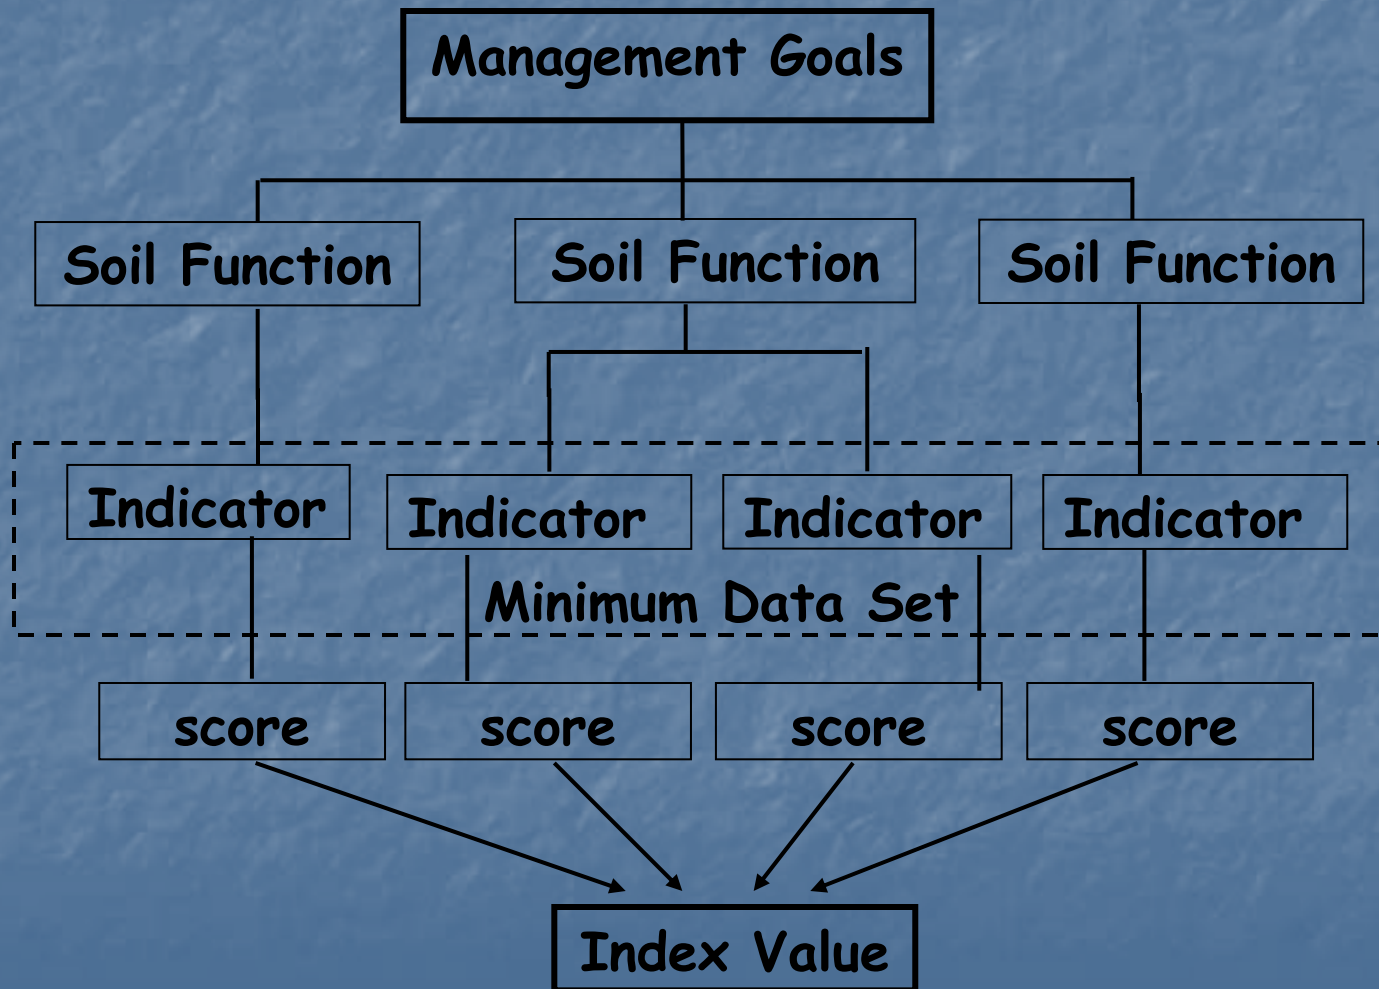 Management Goals
Soil Function
Soil Function
Soil Function
Indicator
Indicator
Indicator
Indicator
Minimum Data Set
score
score
score
score
Index Value